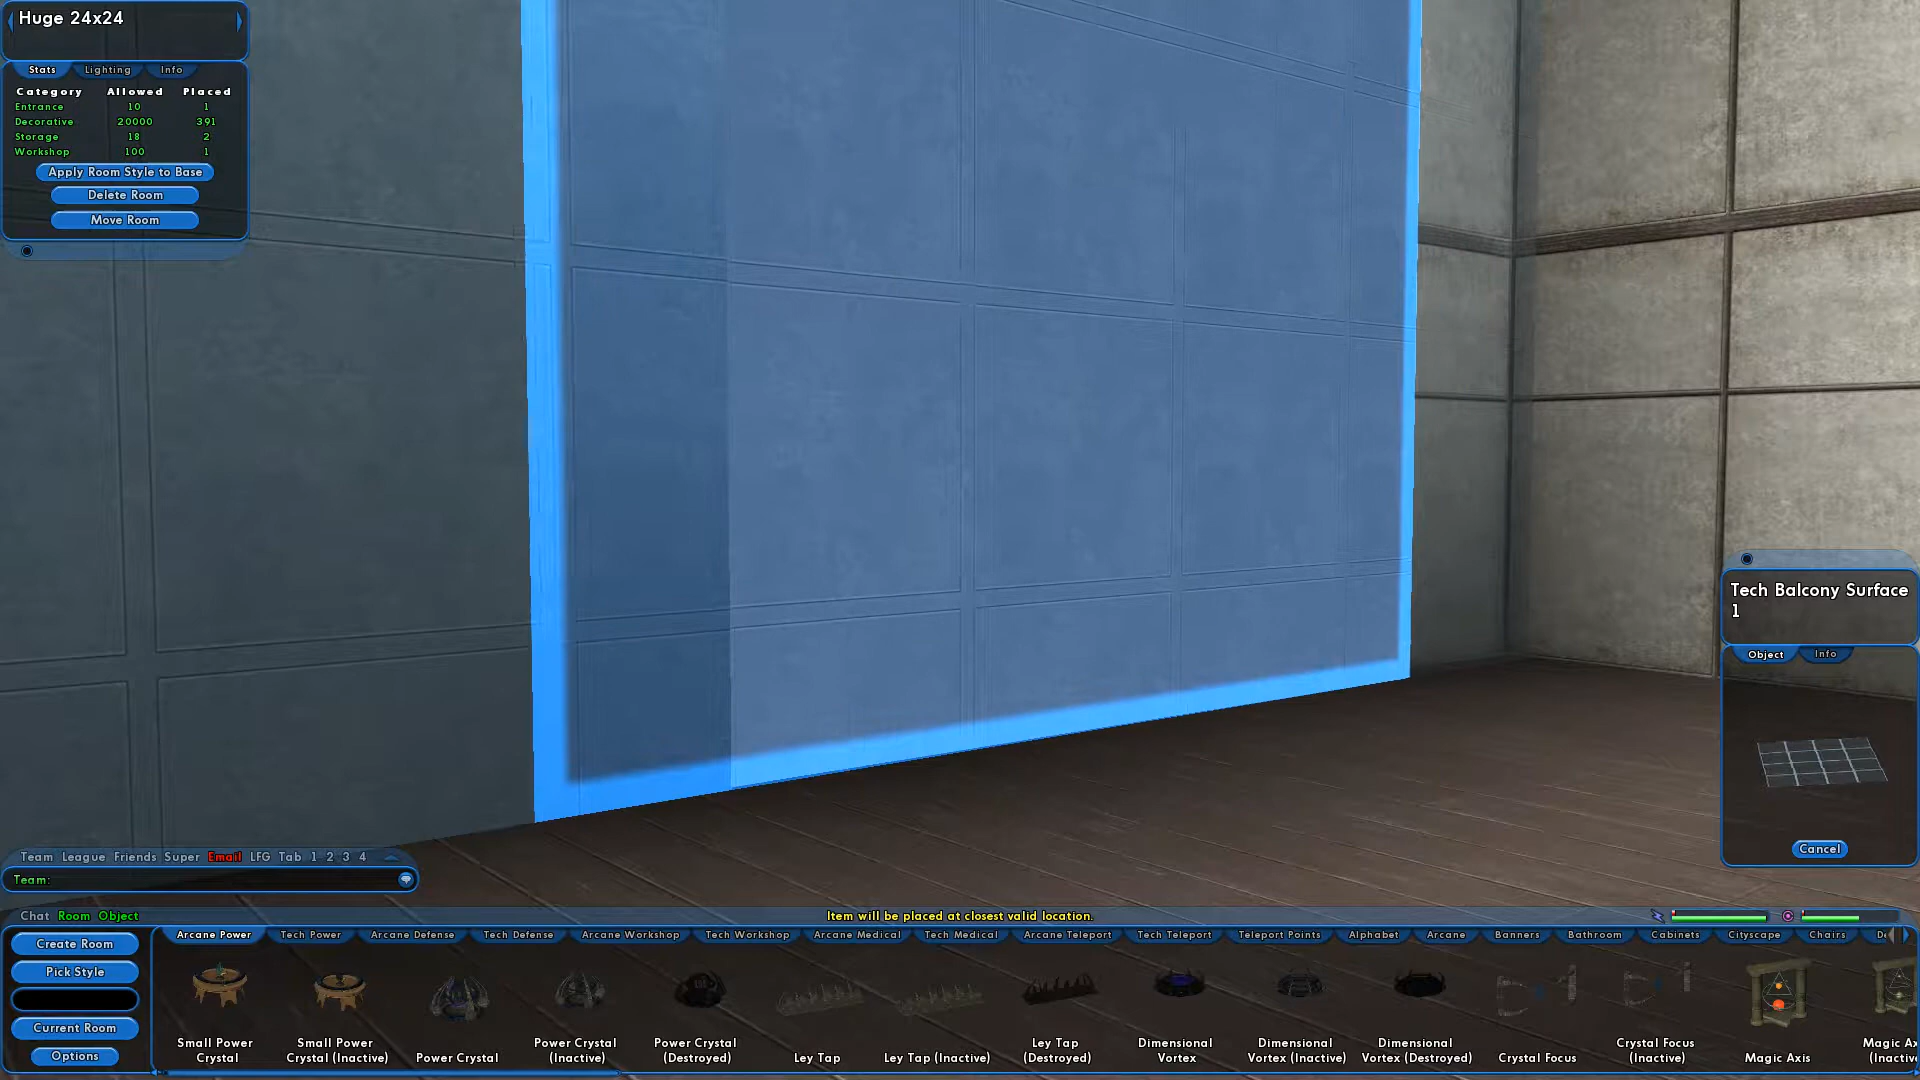 Huge 24x24
Stats Lighting Info
Category Allowed Placed
Entrance 10 1
Decorative 20000 391
Storage 18 2
Workshop 100 1
Apply Room Style to Base
Delete Room
Move Room
Tech Balcony Surface
1
Object Info
Cancel
Team League Friends Super Email LFG Tab 1 2 3 4
Team:
Chat Room Object
Item will be placed at closest valid location.
Create Room
Pick Style
Current Room
Options
Arcane Power Tech Power Arcane Defense Tech Defense Arcane Workshop Tech Workshop Arcane Medical Tech Medical Arcane Teleport Tech Teleport Teleport Points Alphabet Arcane Banners Bathroom Cabinets Cityscape Chairs
Small Power
Crystal
Small Power
Crystal (Inactive)
Power Crystal
Power Crystal
(Inactive)
Power Crystal
(Destroyed)
Ley Tap
Ley Tap (Inactive)
Ley Tap
(Destroyed)
Dimensional
Vortex
Dimensional
Vortex (Inactive)
Dimensional
Vortex (Destroyed)
Crystal Focus
Crystal Focus
(Inactive)
Magic Axis
Magic Ax
(Inactive